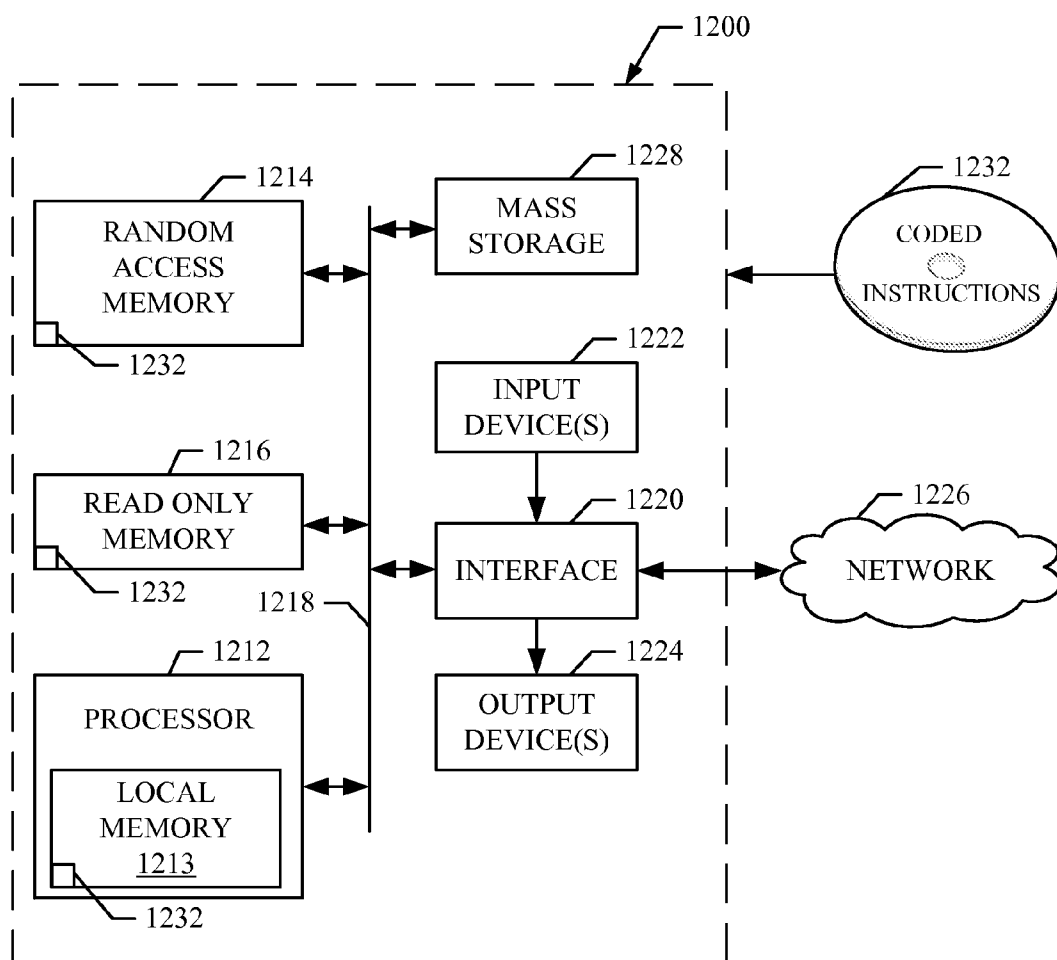 1200
1214
RANDOM
ACCESS
MEMORY
1232
1216
READ ONLY
MEMORY
1232
1218
1212
PROCESSOR
LOCAL
MEMORY
1213
1232
1228
MASS
STORAGE
1222
INPUT
DEVICE(S)
1220
INTERFACE
1224
OUTPUT
DEVICE(S)
1232
CODED
INSTRUCTIONS
1226
NETWORK